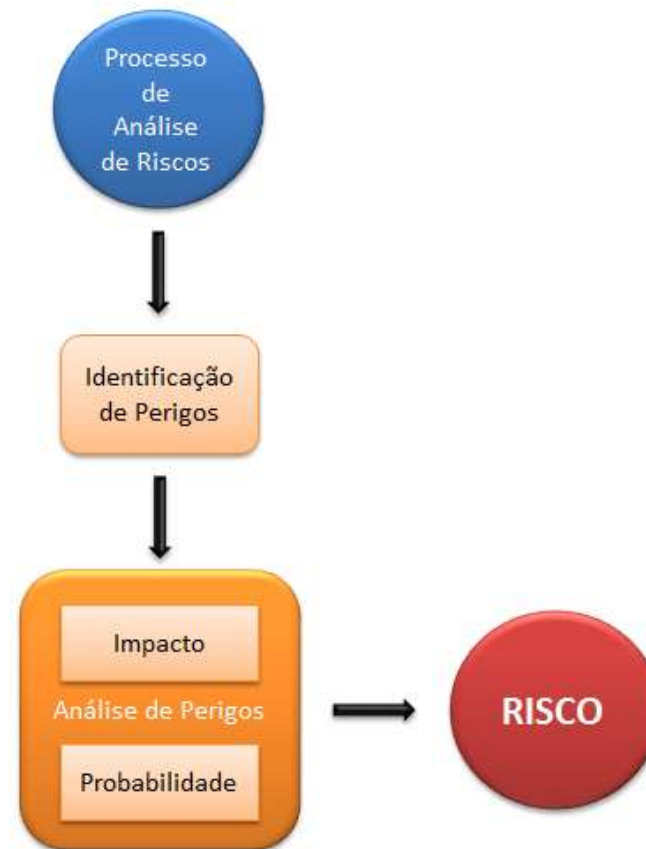 Processo
de
Análise
de Riscos
Identificação
de Perigos
Impacto
Análise de Perigos
Probabilidade
RISCO